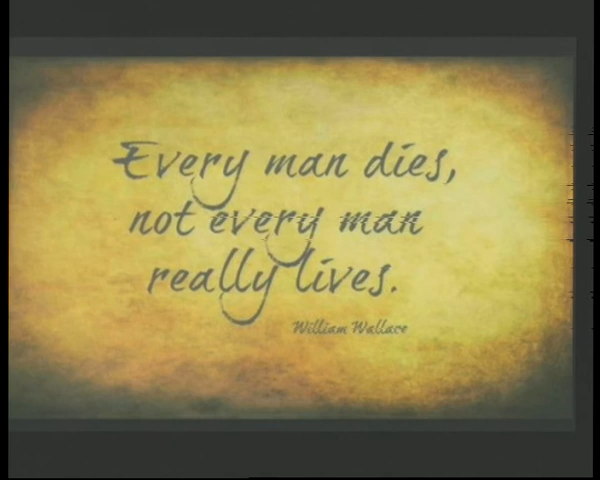 Every man dies,
not every man
really lives.
William Wallace